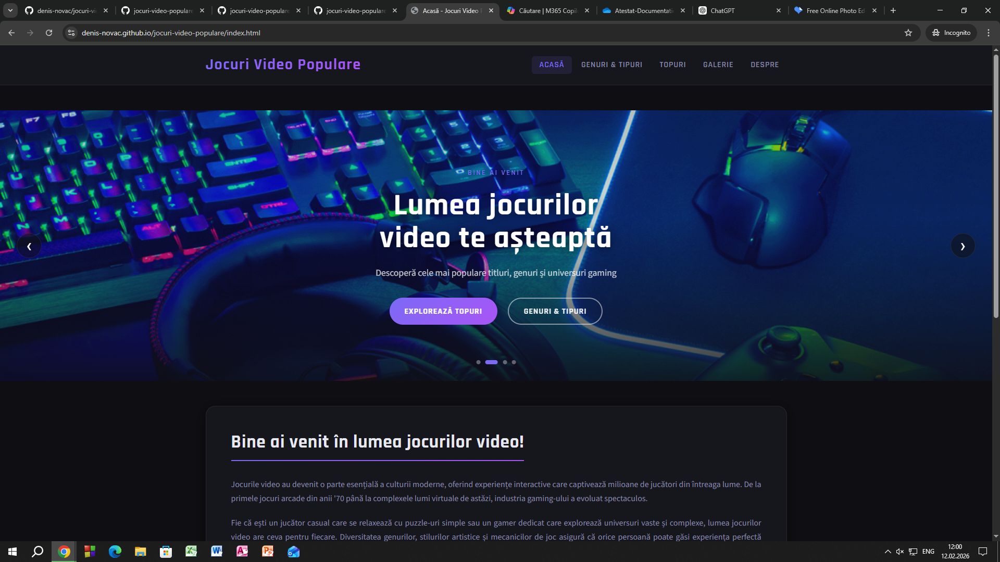 denis-novac/jocuri-vi
jocuri-video-populare
jocuri-video-populare
jocuri-video-populare
Acasă - Jocuri Video P
Căutare | M365 Copil
Atestat-Documentati
ChatGPT
Free Online Photo Ed
denis-novac.github.io/jocuri-video-populare/index.html
Incognito
Jocuri Video Populare
ACASĂ
GENURI & TIPURI
TOPURI
GALERIE
DESPRE
BINE AI VENIT
Lumea jocurilor
video te așteaptă
Descoperă cele mai populare titluri, genuri și universuri gaming
EXPLOREAZĂ TOPURI
GENURI & TIPURI
Bine ai venit în lumea jocurilor video!
Jocurile video au devenit o parte esențială a culturii moderne, oferind experiențe interactive care captivează milioane de jucători din întreaga lume. De la
primele jocuri arcade din anii '70 până la complexele lumi virtuale de astăzi, industria gaming-ului a evoluat spectaculos.
Fie că ești un jucător casual care se relaxează cu puzzle-uri simple sau un gamer dedicat care explorează universuri vaste și complexe, lumea jocurilor
video are ceva pentru fiecare. Diversitatea genurilor, stilurilor artistice și mecanicilor de joc asigură că orice persoană poate găsi experiența perfectă
ENG
12:00
12.02.2026